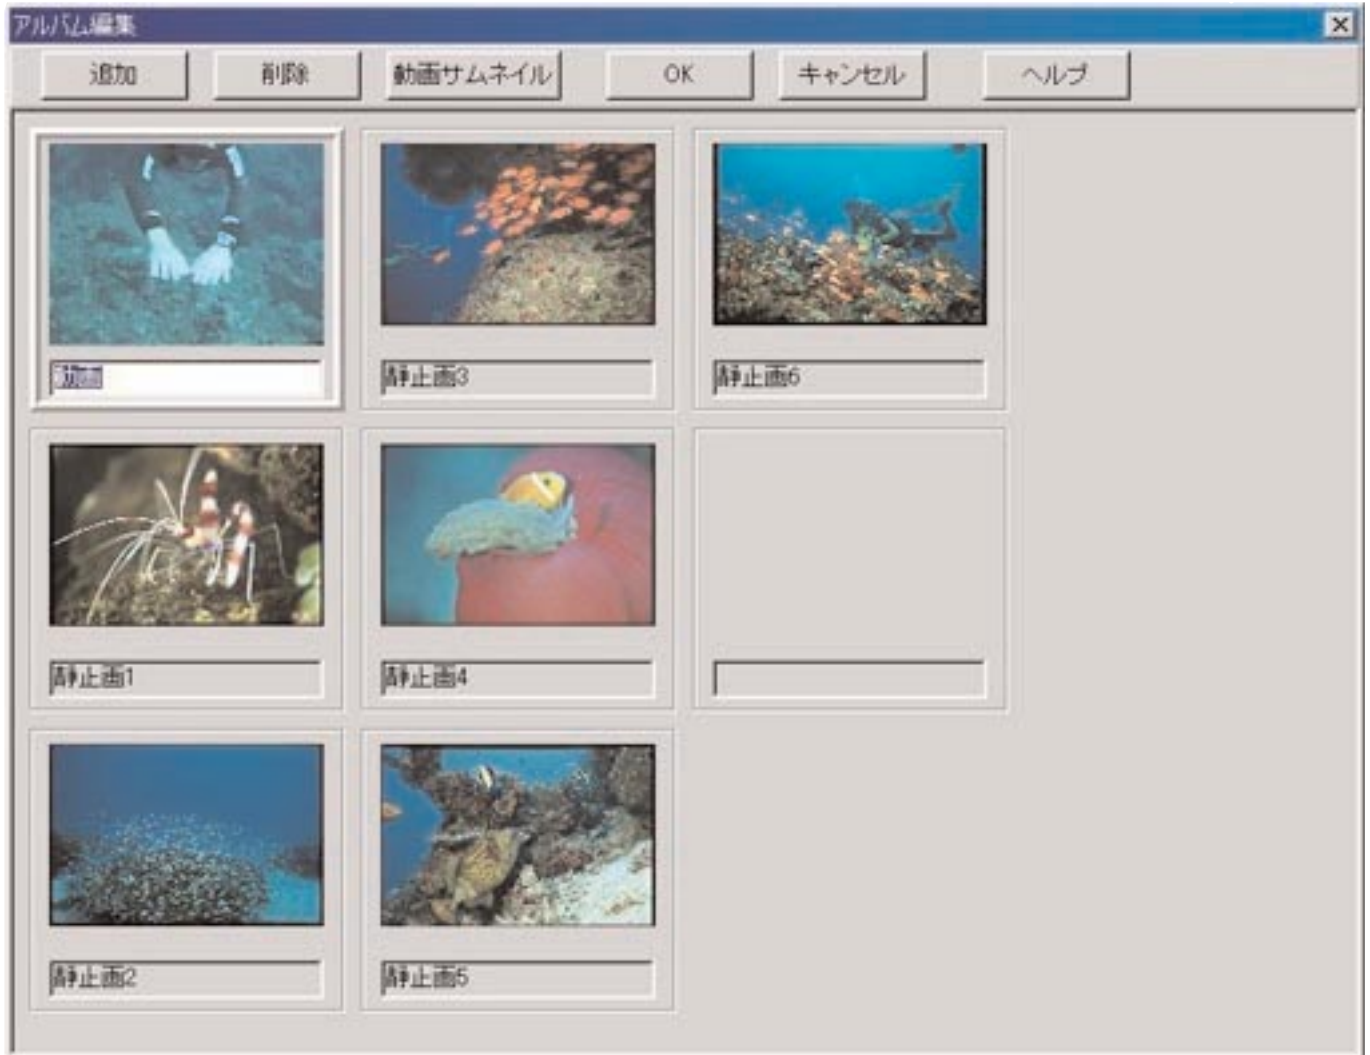 アルバム編集
追加 削除 動画サムネイル OK キャンセル ヘルプ
動画 静止画3 静止画6
静止画1 静止画4
静止画2 静止画5